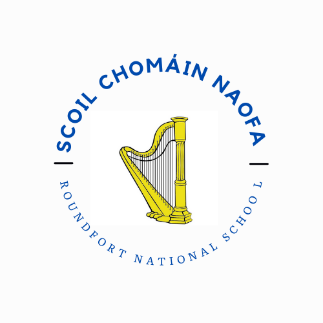 SCOIL CHOMÁIN NAOFA
ROUNDFORT NATIONAL SCHOOL